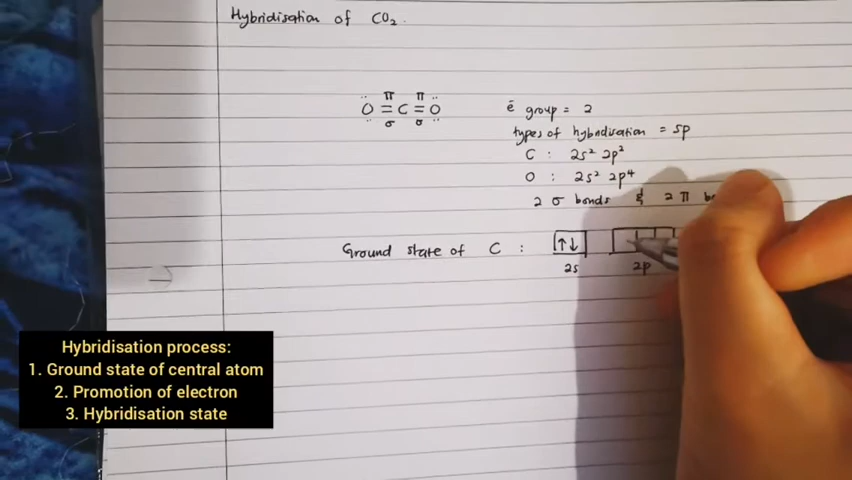 Hybridisation of CO₂.
π π
O = C = O
σ σ
ē group = 2
types of hybridisation = sp
C : 2s² 2p²
O : 2s² 2p⁴
2 σ bonds & 2 π
Ground state of C : ↑↓
2s 2p
Hybridisation process:
1. Ground state of central atom
2. Promotion of electron
3. Hybridisation state